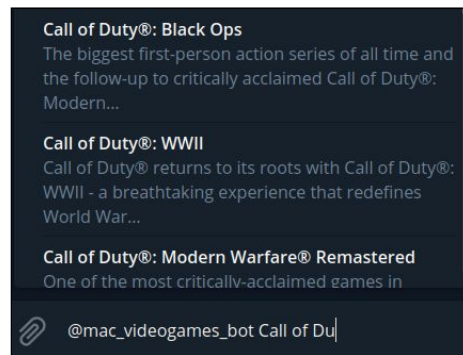 Call of Duty®: Black Ops
The biggest first-person action series of all time and
the follow-up to critically acclaimed Call of Duty®:
Modern...
Call of Duty®: WWII
Call of Duty® returns to its roots with Call of Duty®:
WWII - a breathtaking experience that redefines
World War...
Call of Duty®: Modern Warfare® Remastered
One of the most critically-acclaimed games in
@mac_videogames_bot Call of Du